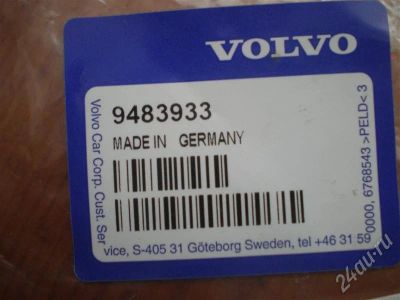 VOLVO
9483933
MADE IN GERMANY
Volvo Car Corp. Cust. Ser
vice, S-405 31 Göteborg Sweden, tel +46 31 59
0000, 6768543 >PELD< 3
24au.ru